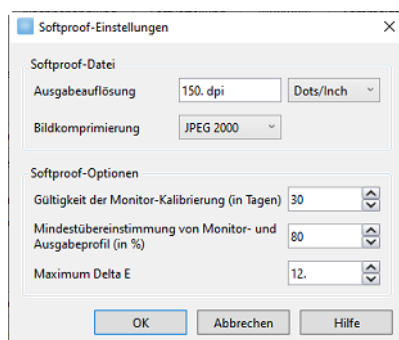 Softproof-Einstellungen
Softproof-Datei
Ausgabeauflösung 150. dpi Dots/Inch
Bildkomprimierung JPEG 2000
Softproof-Optionen
Gültigkeit der Monitor-Kalibrierung (in Tagen) 30
Mindestübereinstimmung von Monitor- und
Ausgabeprofil (in %) 80
Maximum Delta E 12.
OK Abbrechen Hilfe